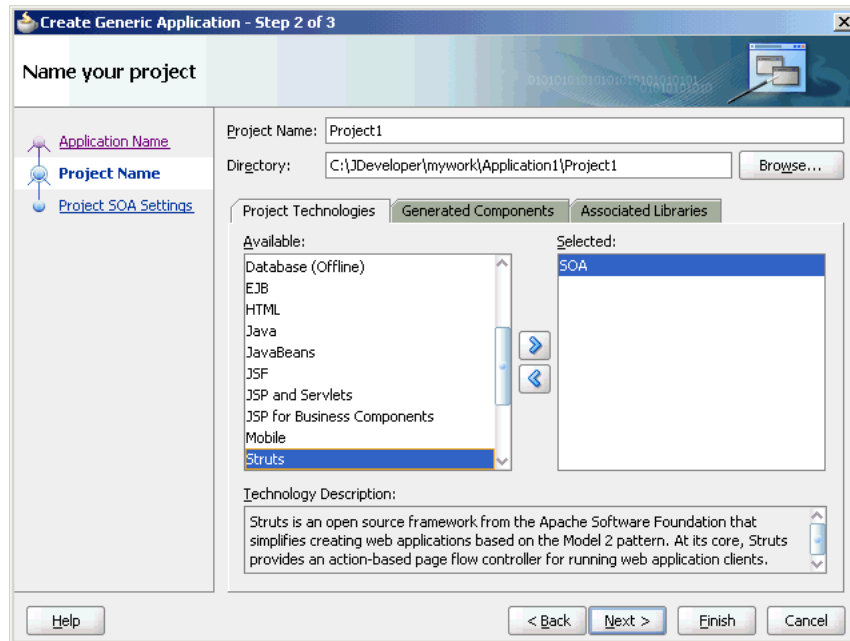 Create Generic Application - Step 2 of 3
Name your project
Application Name
Project Name
Project SOA Settings
Project Name: Project1
Directory: C:\JDeveloper\mywork\Application1\Project1 Browse...
Project Technologies Generated Components Associated Libraries
Available: Selected:
Database (Offline) SOA
EJB
HTML
Java
JavaBeans
JSF
JSP and Servlets
JSP for Business Components
Mobile
Struts
Technology Description:
Struts is an open source framework from the Apache Software Foundation that
simplifies creating web applications based on the Model 2 pattern. At its core, Struts
provides an action-based page flow controller for running web application clients.
Help < Back Next > Finish Cancel